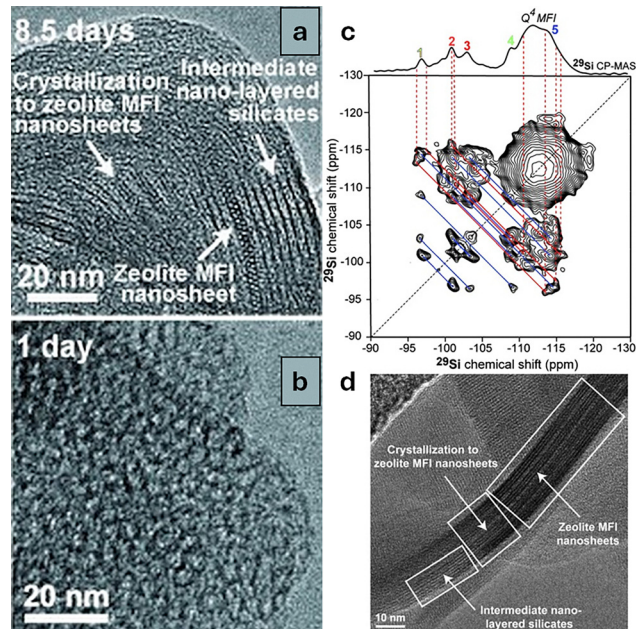 8.5 days
a
Crystallization
to zeolite MFI
nanosheets
Intermediate
nano-layered
silicates
Zeolite MFI
nanosheet
20 nm
1 day
b
20 nm
c
1
2
3
4
Q⁴ MFI
5
²⁹Si CP-MAS
-130
-125
-120
-115
-110
-105
-100
-95
-90
²⁹Si chemical shift (ppm)
-90 -95 -100 -105 -110 -115 -120 -125 -130
²⁹Si chemical shift (ppm)
d
Crystallization to
zeolite MFI nanosheets
Zeolite MFI
nanosheets
Intermediate nano-
layered silicates
10 nm